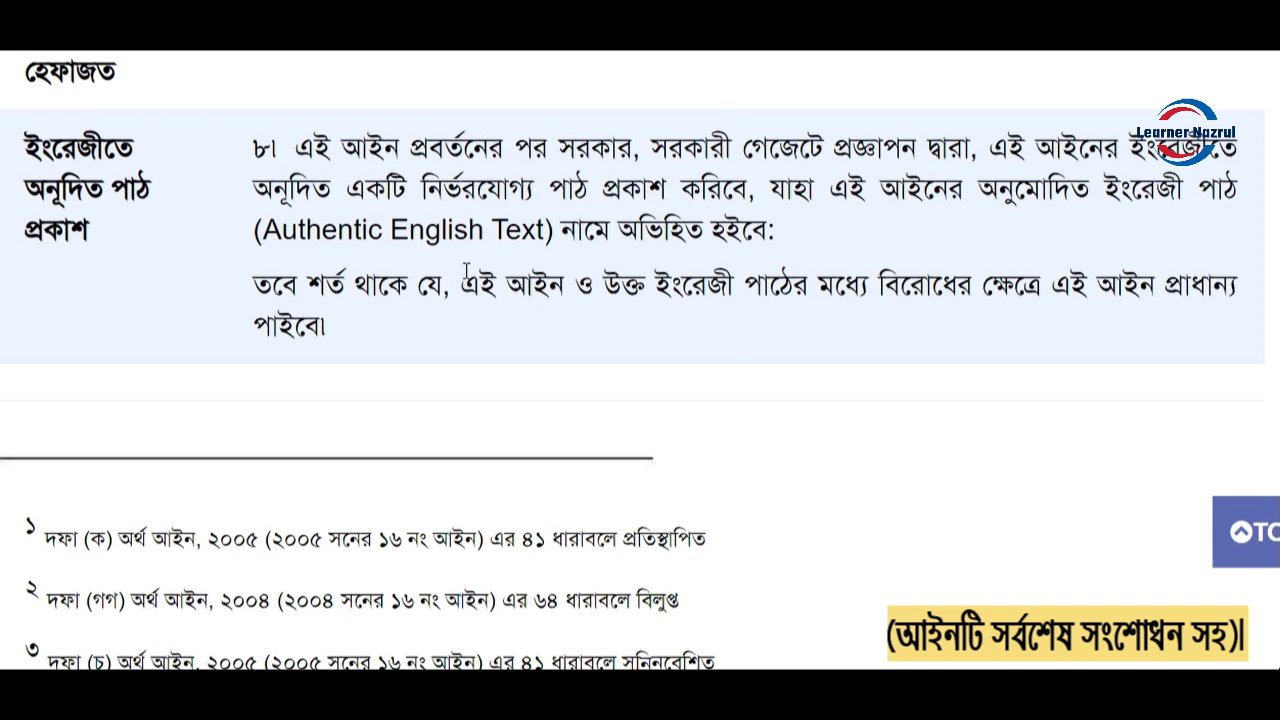 হেফাজত
ইংরেজীতে
অনূদিত পাঠ
প্রকাশ
৮৷ এই আইন প্রবর্তনের পর সরকার, সরকারী গেজেটে প্রজ্ঞাপন দ্বারা, এই আইনের ইংরেজীতে
অনূদিত একটি নির্ভরযোগ্য পাঠ প্রকাশ করিবে, যাহা এই আইনের অনুমোদিত ইংরেজী পাঠ
(Authentic English Text) নামে অভিহিত হইবে:
তবে শর্ত থাকে যে, এই আইন ও উক্ত ইংরেজী পাঠের মধ্যে বিরোধের ক্ষেত্রে এই আইন প্রাধান্য
পাইবে৷
Learner Nazrul
১ দফা (ক) অর্থ আইন, ২০০৫ (২০০৫ সনের ১৬ নং আইন) এর ৪১ ধারাবলে প্রতিস্থাপিত
২ দফা (গগ) অর্থ আইন, ২০০৪ (২০০৪ সনের ১৬ নং আইন) এর ৬৪ ধারাবলে বিলুপ্ত
৩ দফা (চ) অর্থ আইন, ২০০৫ (২০০৫ সনের ১৬ নং আইন) এর ৪১ ধারাবলে সন্নিবেশিত
TO
(আইনটি সর্বশেষ সংশোধন সহ)|